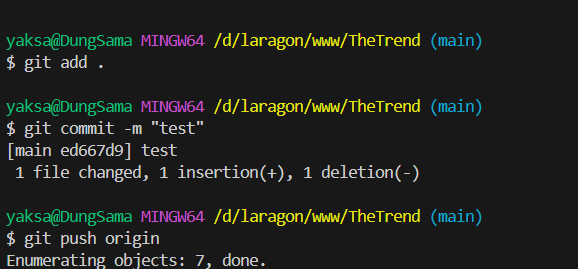 yaksa@DungSama MINGW64 /d/laragon/www/TheTrend (main)
$ git add .
yaksa@DungSama MINGW64 /d/laragon/www/TheTrend (main)
$ git commit -m "test"
[main ed667d9] test
 1 file changed, 1 insertion(+), 1 deletion(-)
yaksa@DungSama MINGW64 /d/laragon/www/TheTrend (main)
$ git push origin
Enumerating objects: 7, done.